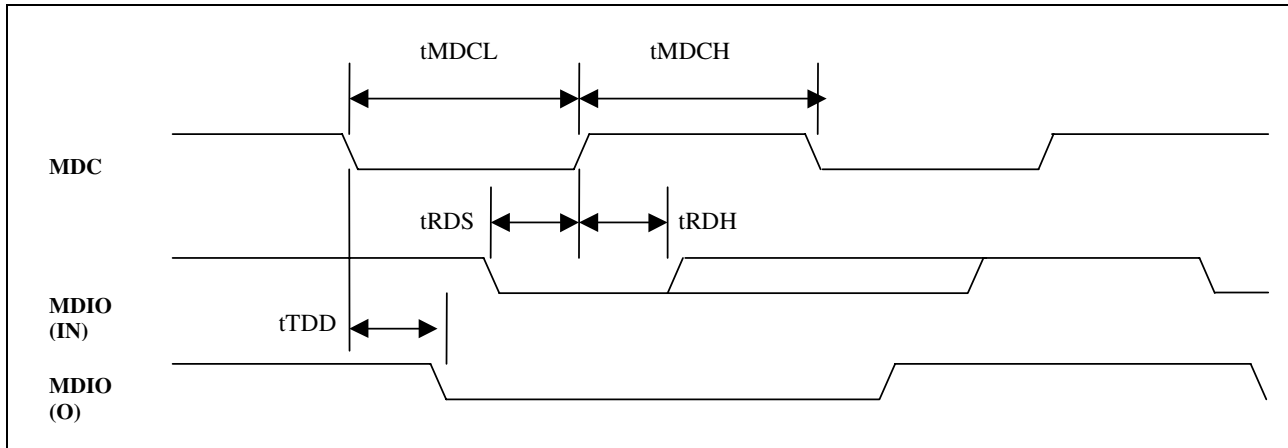 tMDCL
tMDCH
MDC
tRDS
tRDH
MDIO
(IN)
tTDD
MDIO
(O)